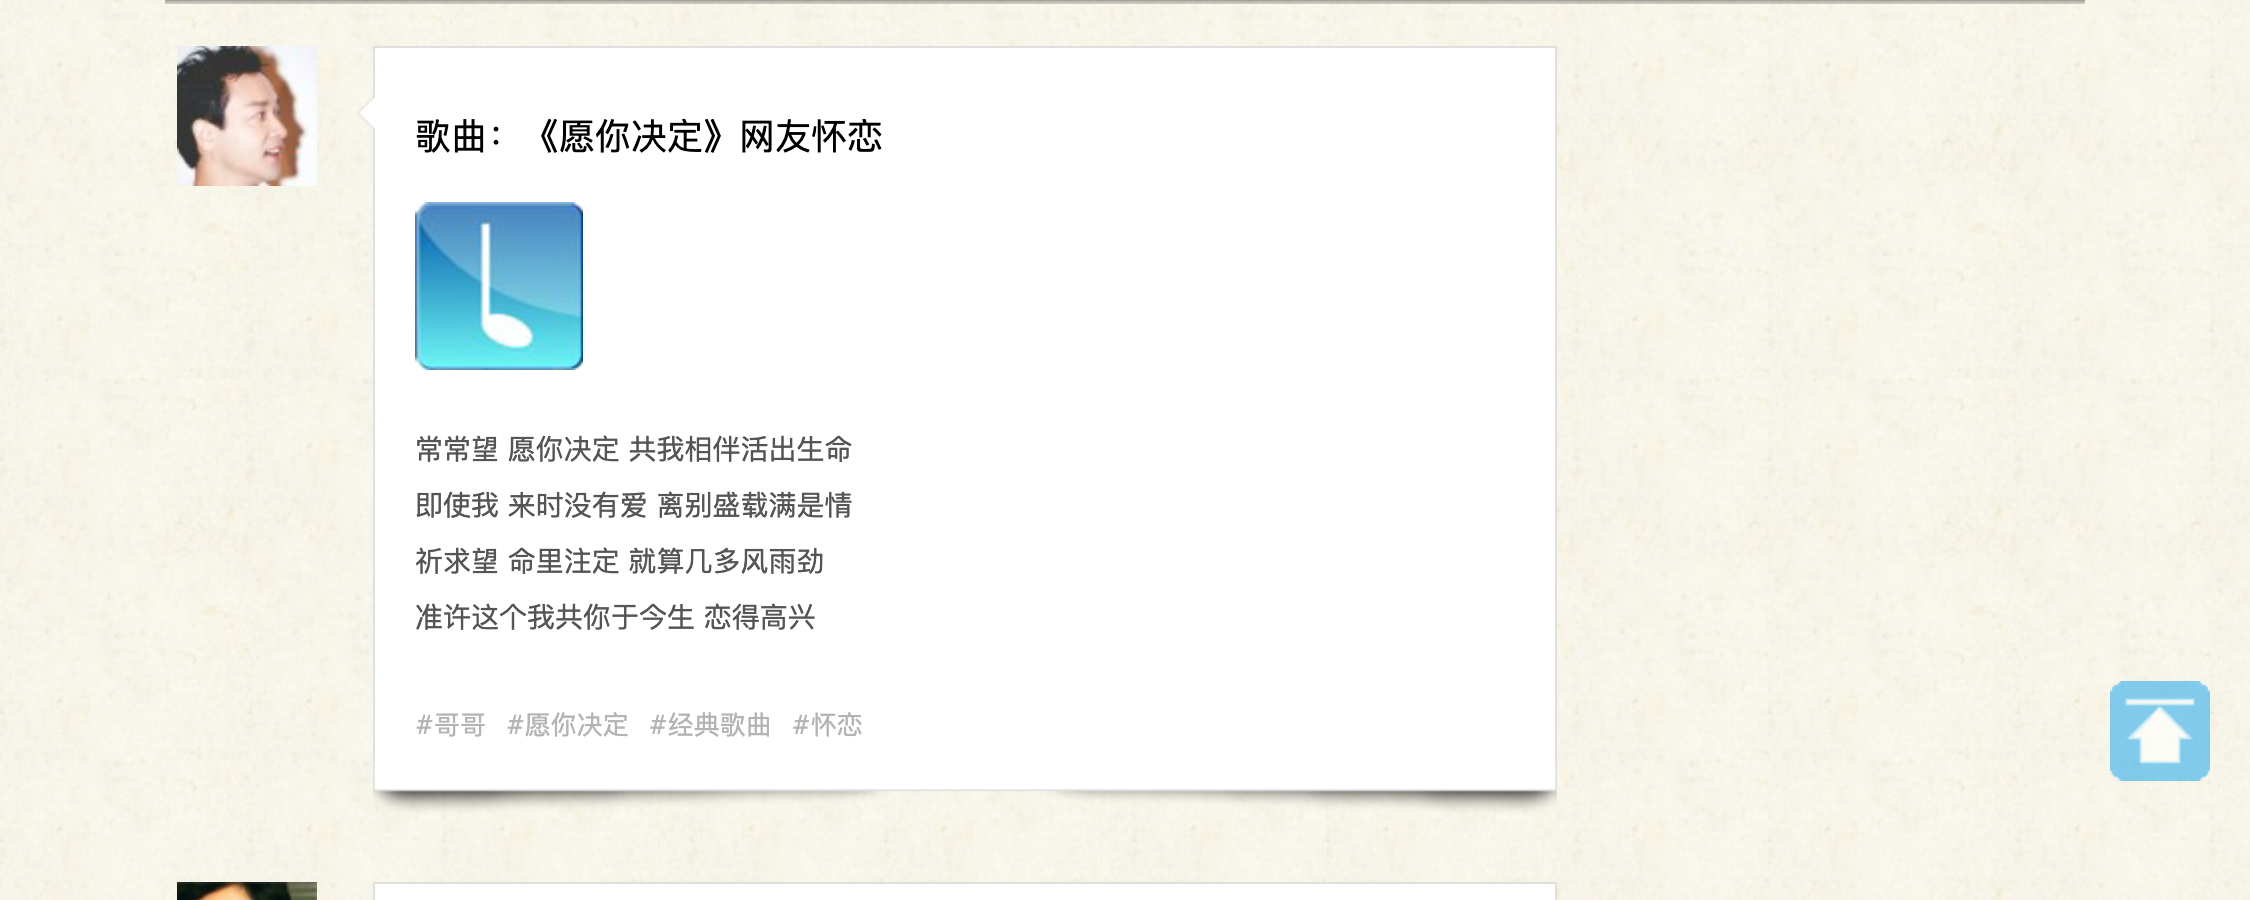 歌曲：《愿你决定》网友怀恋
常常望 愿你决定 共我相伴活出生命
即使我 来时没有爱 离别盛载满是情
祈求望 命里注定 就算几多风雨劲
准许这个我共你于今生 恋得高兴
#哥哥 #愿你决定 #经典歌曲 #怀恋